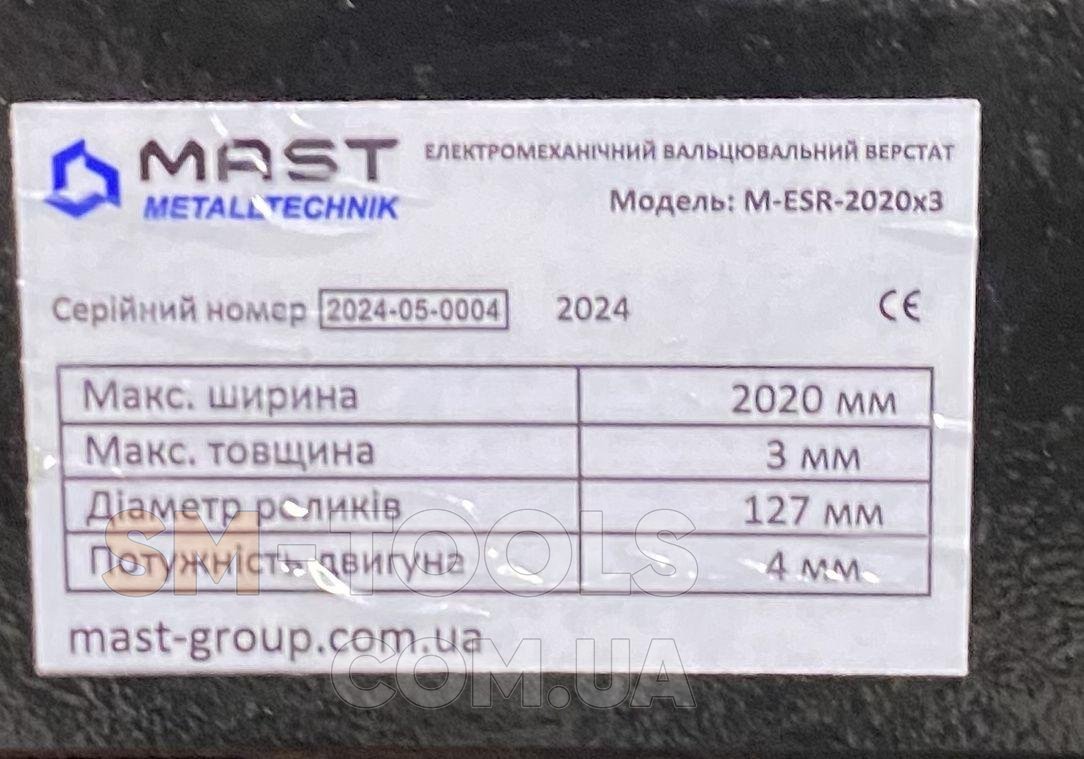 MAST
METALLTECHNIK
ЕЛЕКТРОМЕХАНІЧНИЙ ВАЛЬЦЮВАЛЬНИЙ ВЕРСТАТ
Модель: M-ESR-2020x3
Серійний номер 2024-05-0004 2024 CE
Макс. ширина 2020 мм
Макс. товщина 3 мм
Діаметр роликів 127 мм
Потужність двигуна 4 мм
mast-group.com.ua
SM-TOOLS
COM.UA